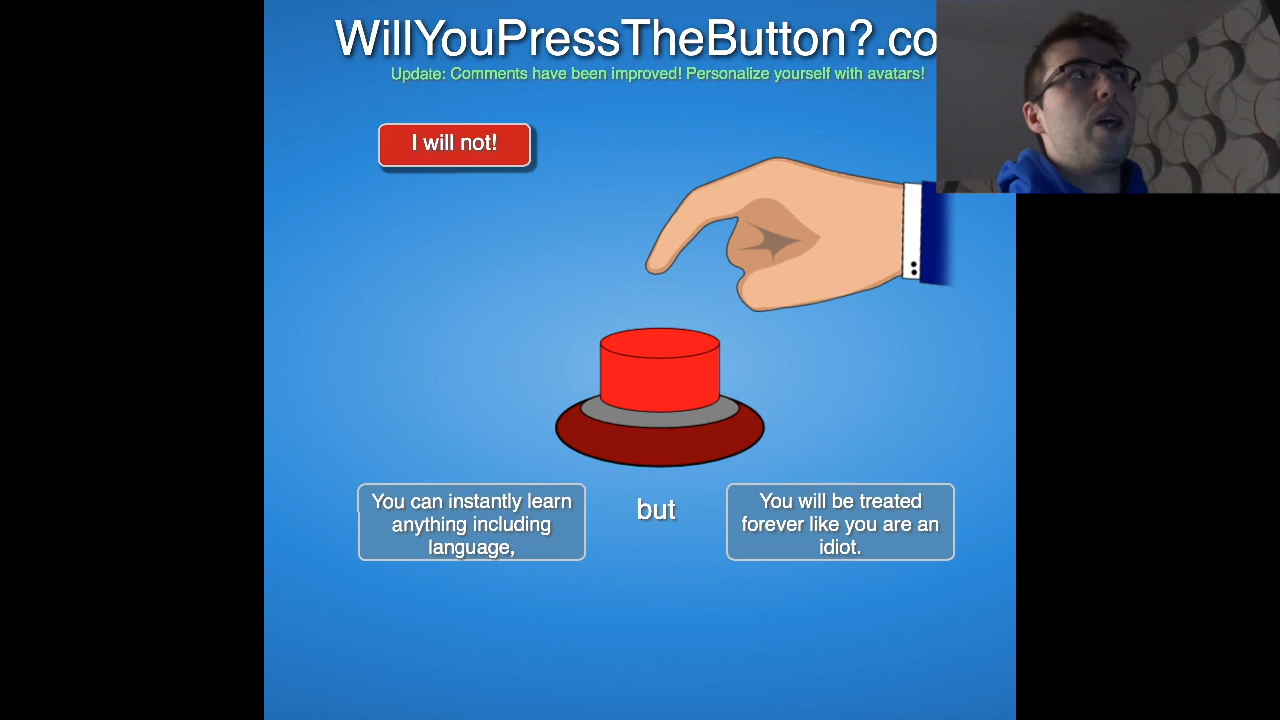 WillYouPressTheButton?.co
Update: Comments have been improved! Personalize yourself with avatars!
I will not!
You can instantly learn
anything including
language,
but
You will be treated
forever like you are an
idiot.